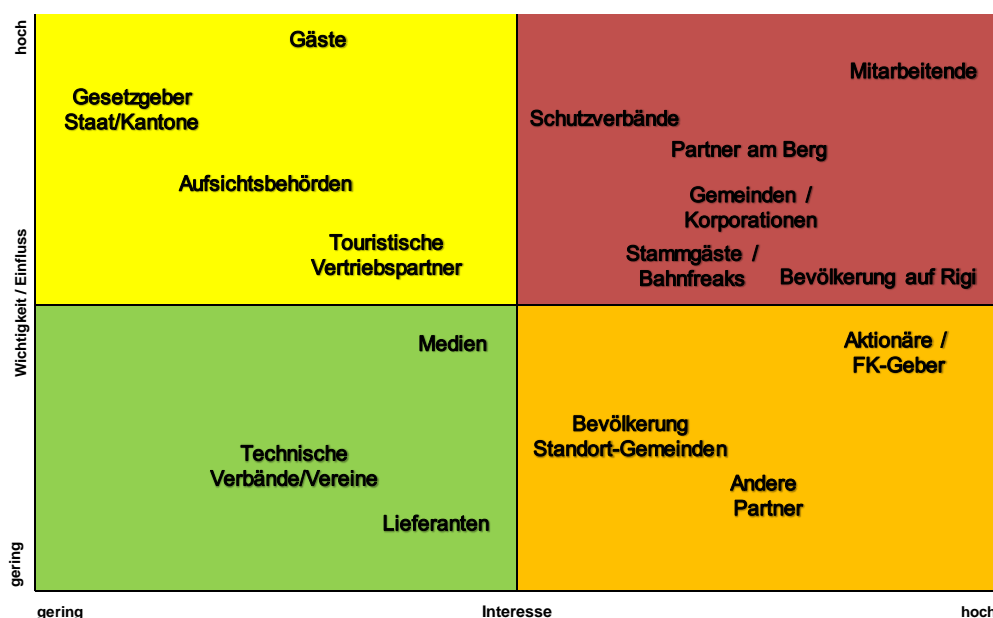 hoch
Wichtigkeit / Einfluss
gering
Gäste
Gesetzgeber
Staat/Kantone
Aufsichtsbehörden
Touristische
Vertriebspartner
Mitarbeitende
Schutzverbände
Partner am Berg
Gemeinden /
Korporationen
Stammgäste /
Bahnfreaks
Bevölkerung auf Rigi
Medien
Technische
Verbände/Vereine
Lieferanten
Aktionäre /
FK-Geber
Bevölkerung
Standort-Gemeinden
Andere
Partner
gering
Interesse
hoch